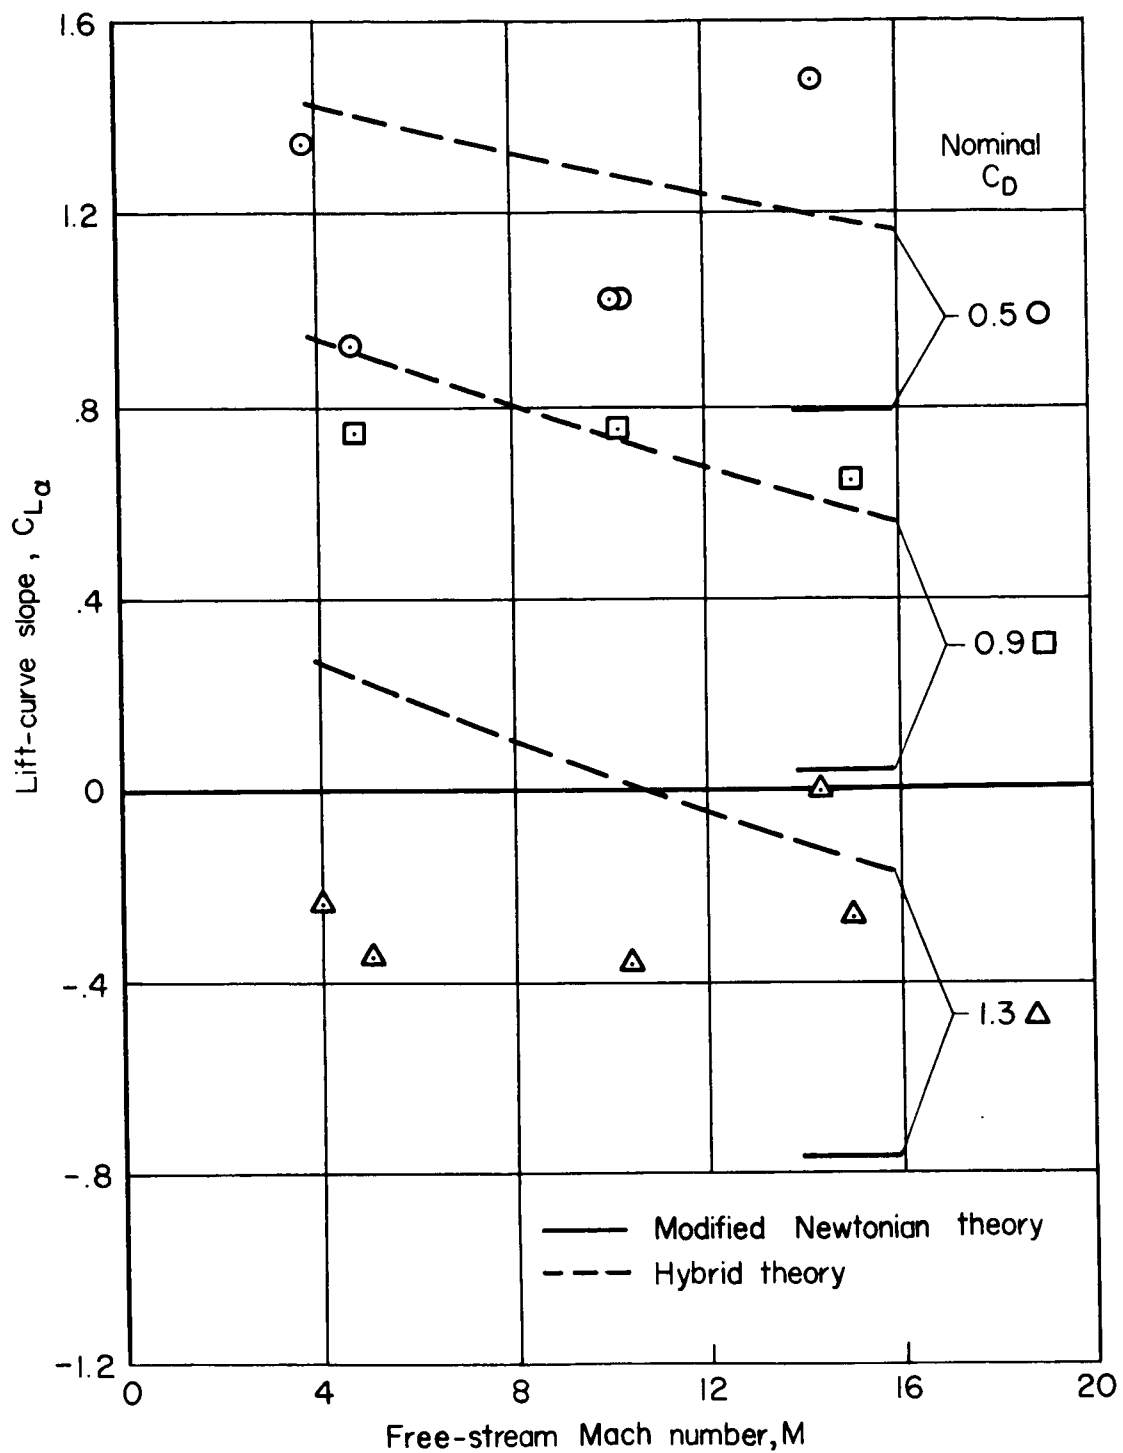 1.6
Nominal
C_D
1.2
0.5
.8
Lift-curve slope, C_Lα
.4
0.9
0
-.4
1.3
-.8
Modified Newtonian theory
Hybrid theory
-1.2
0 4 8 12 16 20
Free-stream Mach number, M